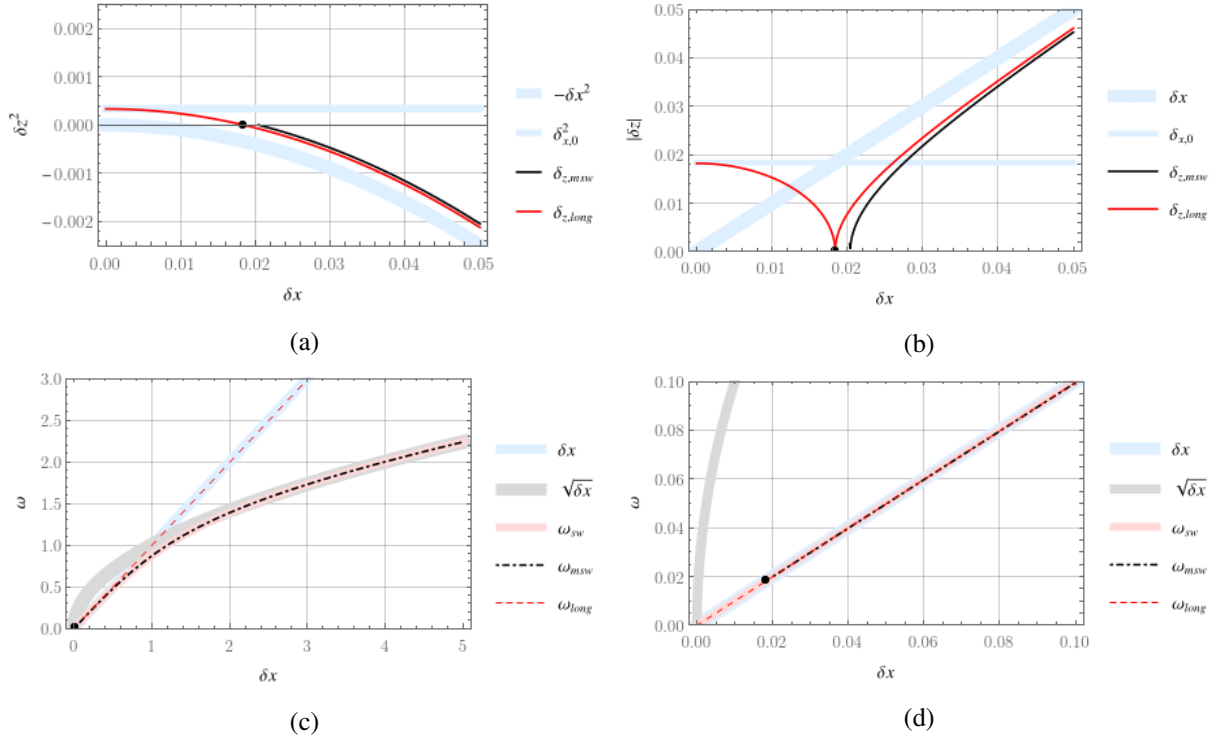 0.002
0.001
0.000
−0.001
−0.002
δz²
0.00 0.01 0.02 0.03 0.04 0.05
δx
−δx²
δ²x,0
δz,msw
δz,long
(a)
0.05
0.04
0.03
0.02
0.01
0.00
|δz|
0.00 0.01 0.02 0.03 0.04 0.05
δx
δx
δx,0
δz,msw
δz,long
(b)
3.0
2.5
2.0
1.5
1.0
0.5
0.0
ω
0 1 2 3 4 5
δx
δx
√δx
ωsw
ωmsw
ωlong
(c)
0.10
0.08
0.06
0.04
0.02
0.00
ω
0.00 0.02 0.04 0.06 0.08 0.10
δx
δx
√δx
ωsw
ωmsw
ωlong
(d)